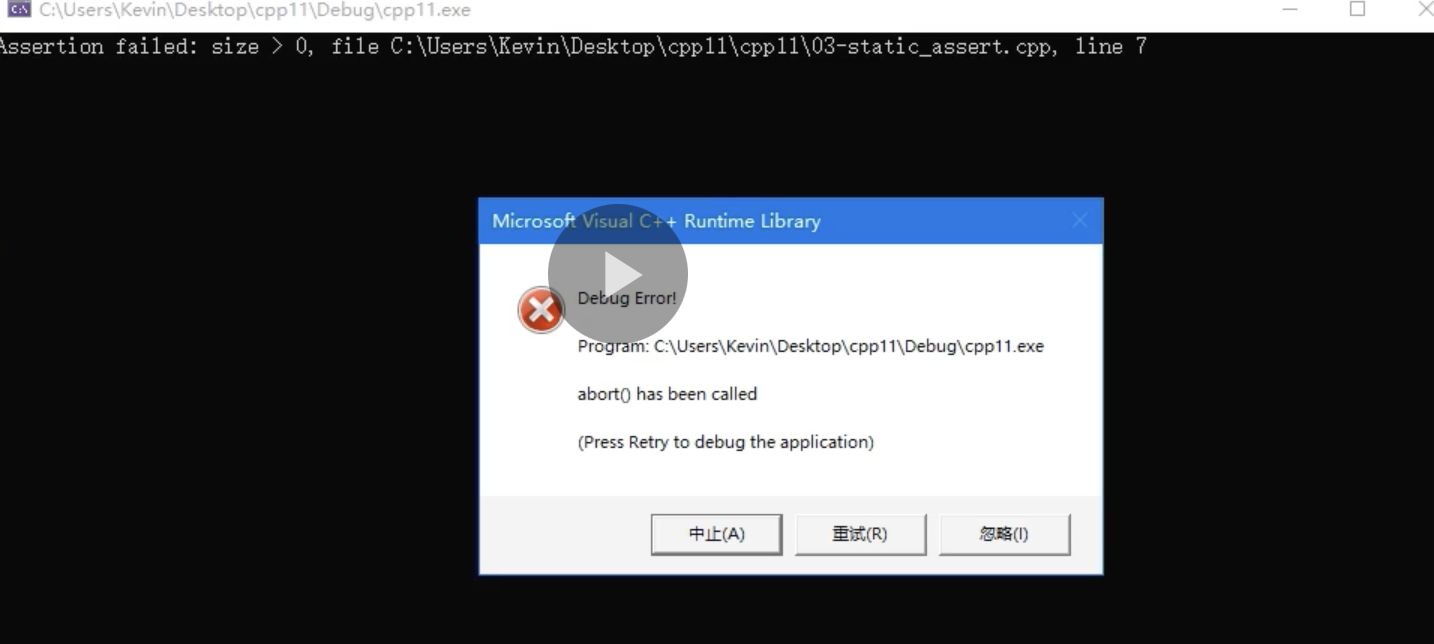 C:\Users\Kevin\Desktop\cpp11\Debug\cpp11.exe
Assertion failed: size > 0, file C:\Users\Kevin\Desktop\cpp11\cpp11\03-static_assert.cpp, line 7
Microsoft Visual C++ Runtime Library
Debug Error!
Program: C:\Users\Kevin\Desktop\cpp11\Debug\cpp11.exe
abort() has been called
(Press Retry to debug the application)
中止(A) 重试(R) 忽略(I)